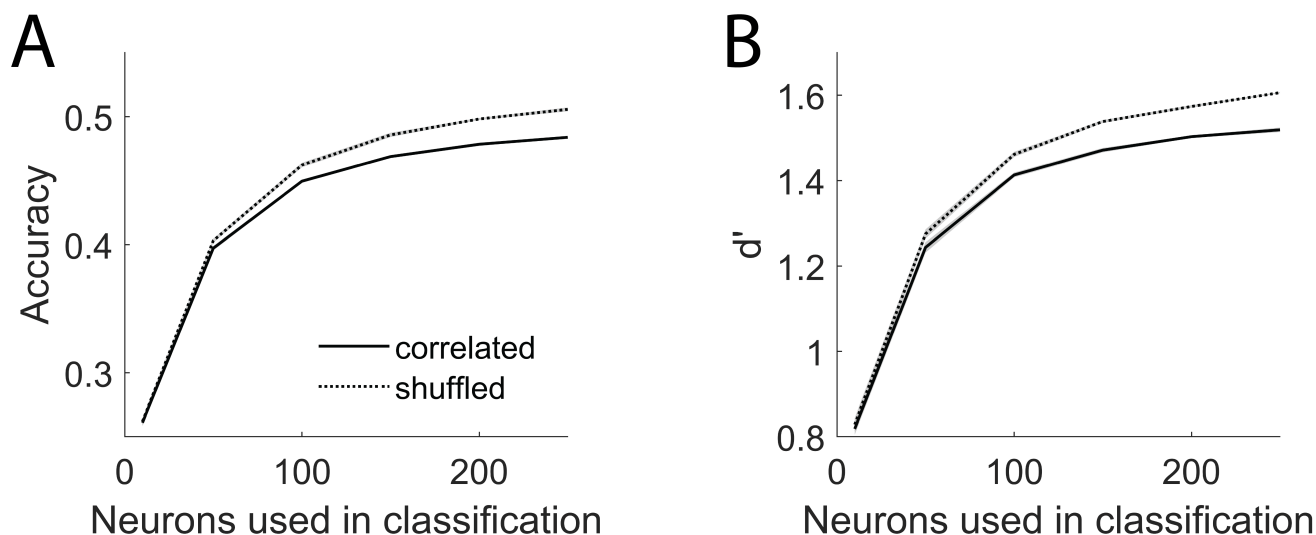 A
0.5
0.4
0.3
Accuracy
correlated
shuffled
0 100 200
Neurons used in classification
B
1.6
1.4
1.2
1
0.8
d'
0 100 200
Neurons used in classification